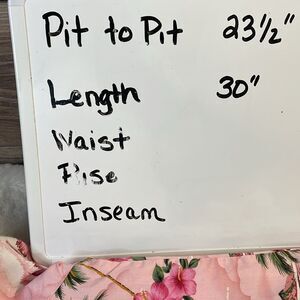 Pit to Pit 23½"
Length 30"
Waist
Rise
Inseam